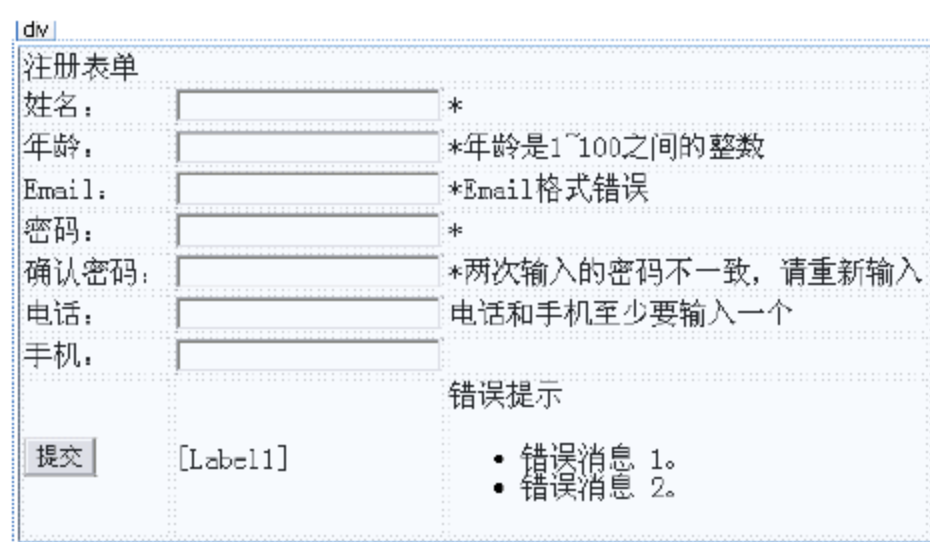 div
注册表单
姓名： *
年龄： *年龄是1~100之间的整数
Email： *Email格式错误
密码： *
确认密码： *两次输入的密码不一致，请重新输入
电话： 电话和手机至少要输入一个
手机：
错误提示
提交 [Label1] • 错误消息 1。
• 错误消息 2。